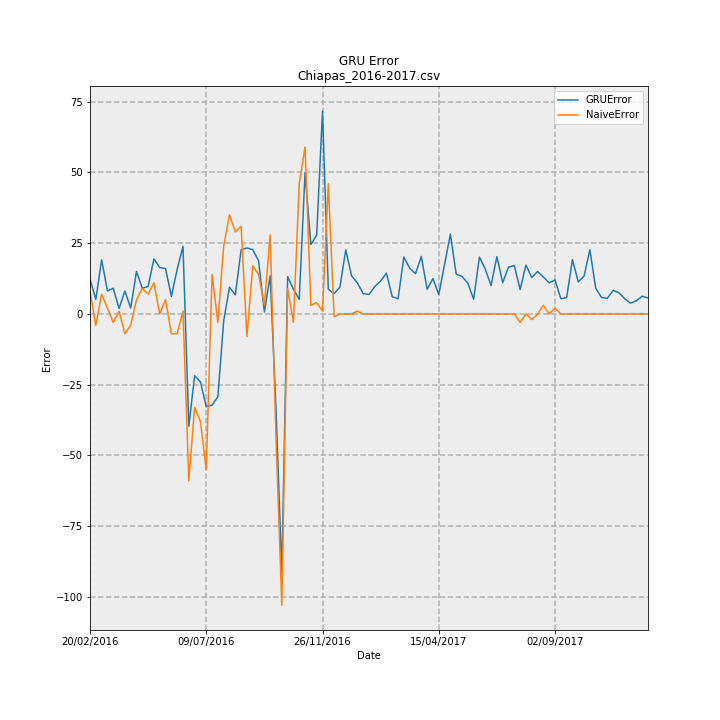 GRU Error
Chiapas_2016-2017.csv
GRUError
NaiveError
75
50
25
0
−25
−50
−75
−100
Error
20/02/2016
09/07/2016
26/11/2016
15/04/2017
02/09/2017
Date